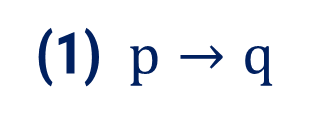 (1) p → q